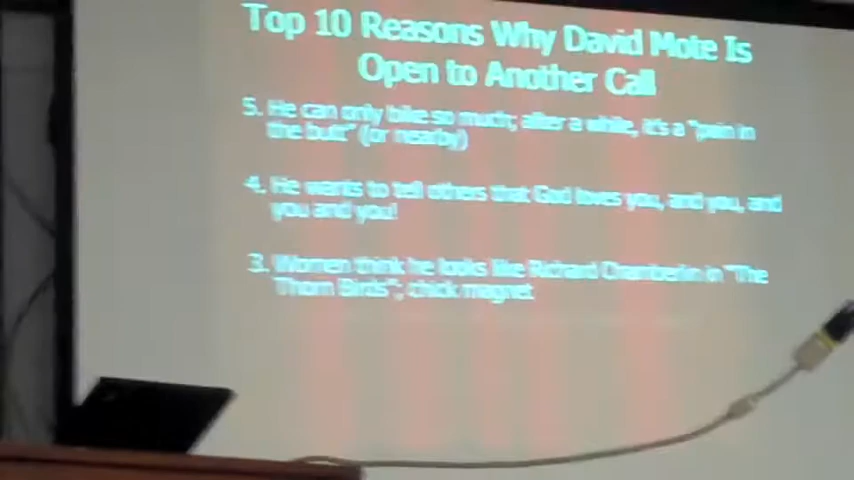 Top 10 Reasons Why David Mote Is
Open to Another Call
5. He can only bike so much; after a while, it's a "pain in
the butt" (or nearby)
4. He wants to tell others that God loves you, and you, and
you and you!
3. Women think he looks like Richard Chamberlin in "The
Thorn Birds"; chick magnet